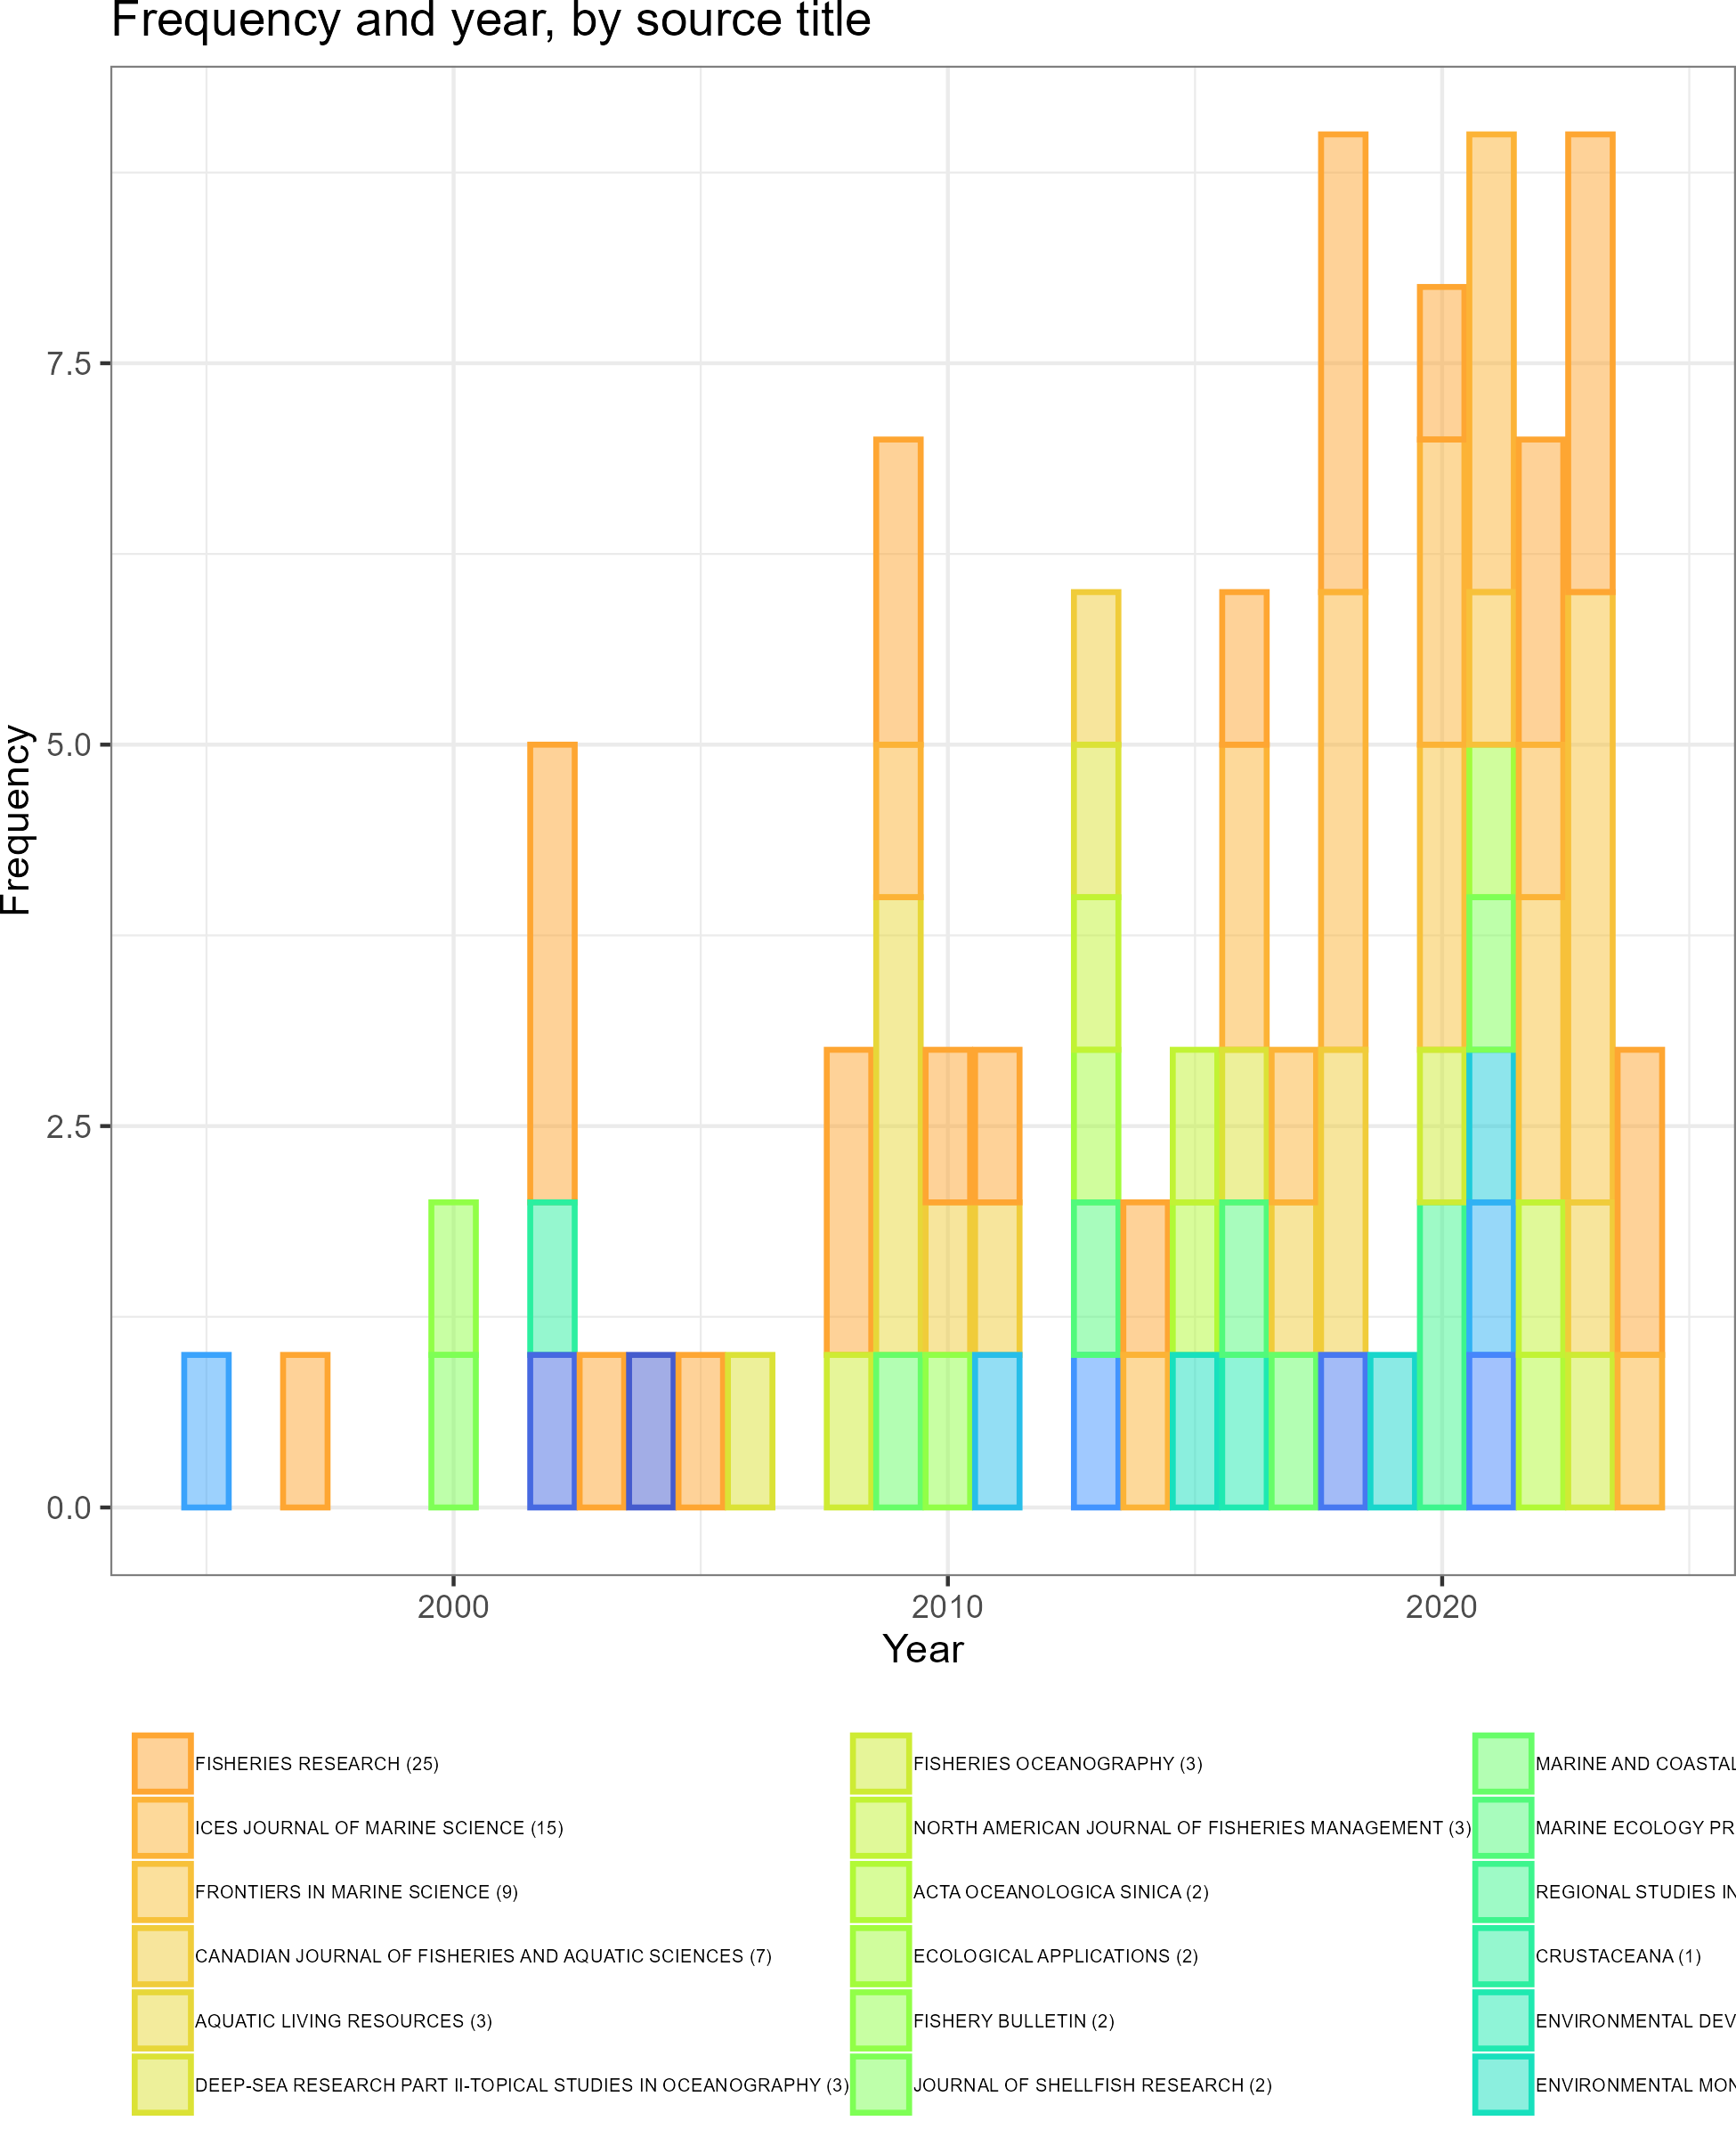 Frequency and year, by source title
Frequency
7.5
5.0
2.5
0.0
2000 2010 2020
Year
FISHERIES RESEARCH (25)
ICES JOURNAL OF MARINE SCIENCE (15)
FRONTIERS IN MARINE SCIENCE (9)
CANADIAN JOURNAL OF FISHERIES AND AQUATIC SCIENCES (7)
AQUATIC LIVING RESOURCES (3)
DEEP-SEA RESEARCH PART II-TOPICAL STUDIES IN OCEANOGRAPHY (3)
FISHERIES OCEANOGRAPHY (3)
NORTH AMERICAN JOURNAL OF FISHERIES MANAGEMENT (3)
ACTA OCEANOLOGICA SINICA (2)
ECOLOGICAL APPLICATIONS (2)
FISHERY BULLETIN (2)
JOURNAL OF SHELLFISH RESEARCH (2)
MARINE AND COASTAL
MARINE ECOLOGY PR
REGIONAL STUDIES IN
CRUSTACEANA (1)
ENVIRONMENTAL DEV
ENVIRONMENTAL MON